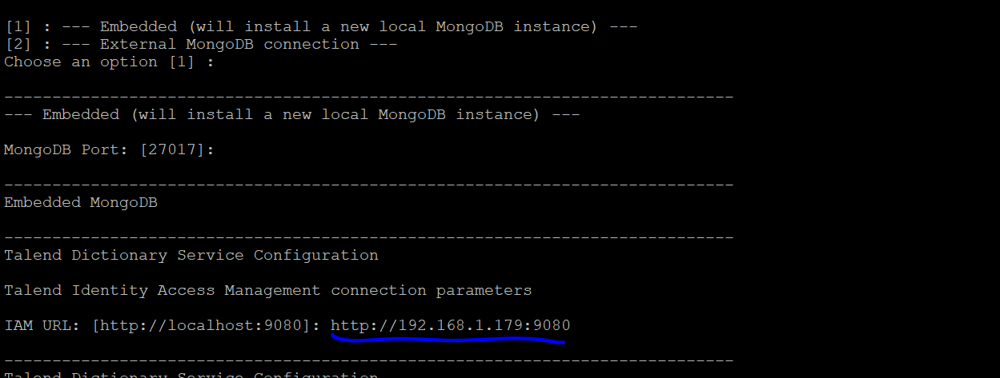 [1] : --- Embedded (will install a new local MongoDB instance) ---
[2] : --- External MongoDB connection ---
Choose an option [1] :
----------------------------------------------------------------------------
--- Embedded (will install a new local MongoDB instance) ---
MongoDB Port: [27017]:
----------------------------------------------------------------------------
Embedded MongoDB
----------------------------------------------------------------------------
Talend Dictionary Service Configuration
Talend Identity Access Management connection parameters
IAM URL: [http://localhost:9080]: http://192.168.1.179:9080
----------------------------------------------------------------------------
Talend Dictionary Service Configuration